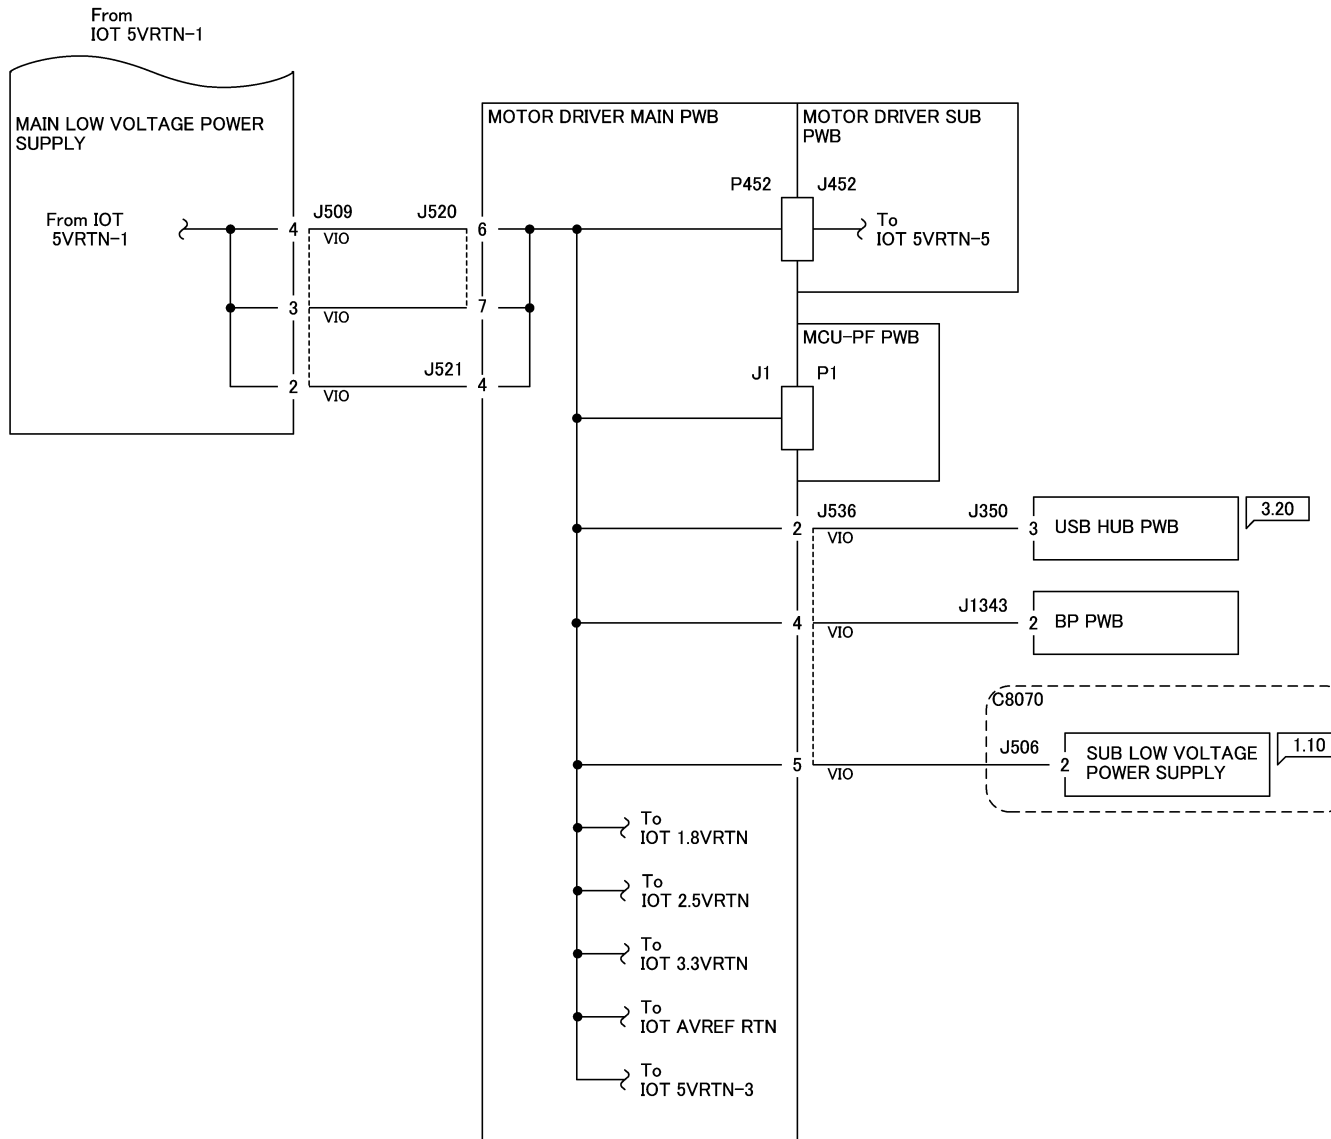 From
IOT 5VRTN-1
MAIN LOW VOLTAGE POWER
SUPPLY
From IOT
5VRTN-1
4
J509
VIO
J520
6
3
VIO
7
2
VIO
J521
4
MOTOR DRIVER MAIN PWB
MOTOR DRIVER SUB
PWB
P452
J452
To
IOT 5VRTN-5
MCU-PF PWB
J1
P1
2
J536
VIO
J350
3
USB HUB PWB
3.20
4
VIO
J1343
2
BP PWB
C8070
5
VIO
J506
2
SUB LOW VOLTAGE
POWER SUPPLY
1.10
To
IOT 1.8VRTN
To
IOT 2.5VRTN
To
IOT 3.3VRTN
To
IOT AVREF RTN
To
IOT 5VRTN-3